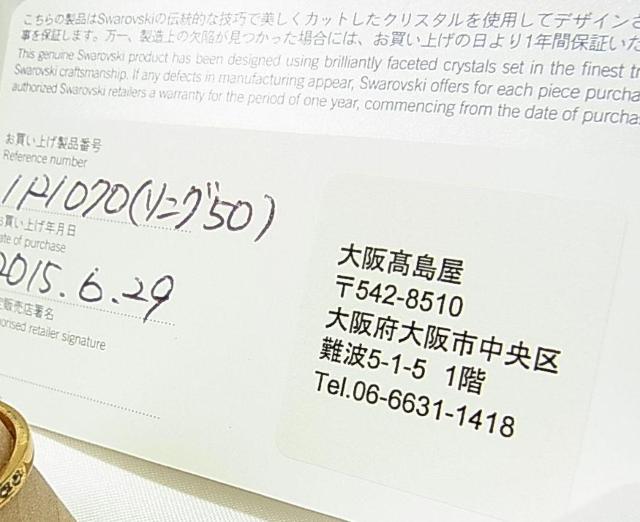 こちらの製品はSwarovskiの伝統的な技巧で美しくカットしたクリスタルを使用してデザイン
事を保証します。万一、製造上の欠陥が見つかった場合には、お買い上げの日より1年間保証いた
This genuine Swarovski product has been designed using brilliantly faceted crystals set in the finest
Swarovski craftsmanship. If any defects in manufacturing appear, Swarovski offers for each piece purcha
authorized Swarovski retailers a warranty for the period of one year, commencing from the date of purchas
お買い上げ製品番号
Reference number
(リング50)
お買い上げ年月日
ate of purchase
2015.6.29
販売店署名
orised retailer signature
大阪髙島屋
〒542-8510
大阪府大阪市中央区
難波5-1-5 1階
Tel.06-6631-1418